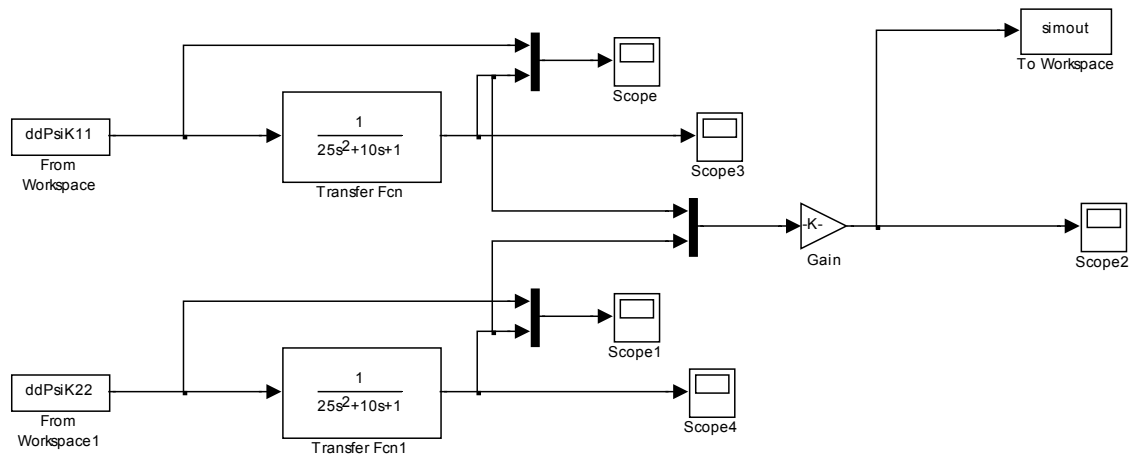 simout
To Workspace
Scope
ddPsiK11
From
Workspace
1
25s²+10s+1
Transfer Fcn
Scope3
-K-
Gain
Scope2
Scope1
ddPsiK22
From
Workspace1
1
25s²+10s+1
Transfer Fcn1
Scope4